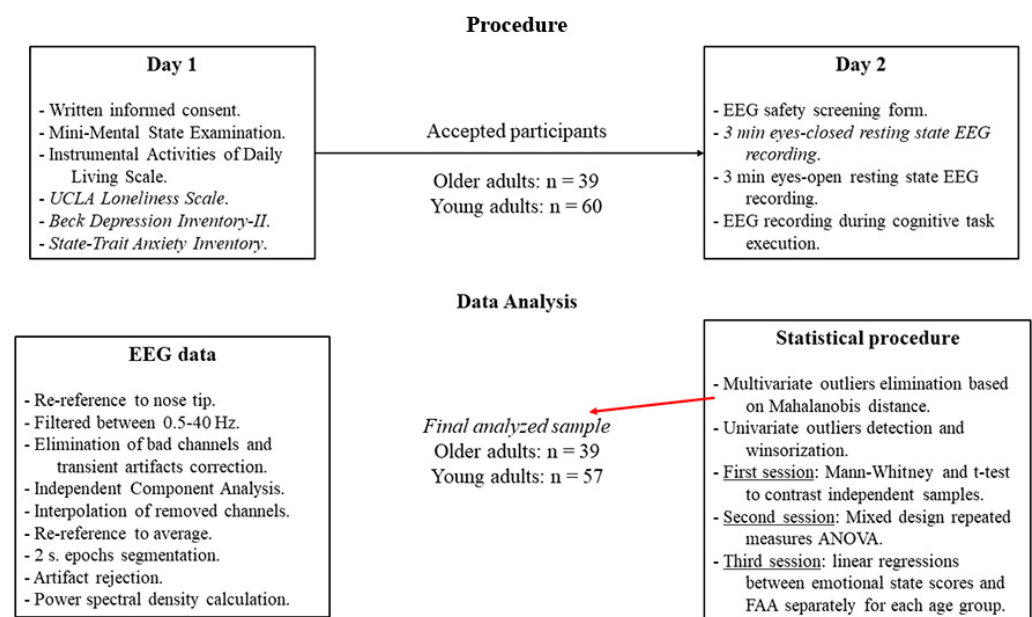 Procedure
Day 1
- Written informed consent.
- Mini-Mental State Examination.
- Instrumental Activities of Daily
Living Scale.
- UCLA Loneliness Scale.
- Beck Depression Inventory-II.
- State-Trait Anxiety Inventory.
Accepted participants
Older adults: n = 39
Young adults: n = 60
Day 2
- EEG safety screening form.
- 3 min eyes-closed resting state EEG
recording.
- 3 min eyes-open resting state EEG
recording.
- EEG recording during cognitive task
execution.
Data Analysis
EEG data
- Re-reference to nose tip.
- Filtered between 0.5-40 Hz.
- Elimination of bad channels and
transient artifacts correction.
- Independent Component Analysis.
- Interpolation of removed channels.
- Re-reference to average.
- 2 s. epochs segmentation.
- Artifact rejection.
- Power spectral density calculation.
Final analyzed sample
Older adults: n = 39
Young adults: n = 57
Statistical procedure
- Multivariate outliers elimination based
on Mahalanobis distance.
- Univariate outliers detection and
winsorization.
- First session: Mann-Whitney and t-test
to contrast independent samples.
- Second session: Mixed design repeated
measures ANOVA.
- Third session: linear regressions
between emotional state scores and
FAA separately for each age group.